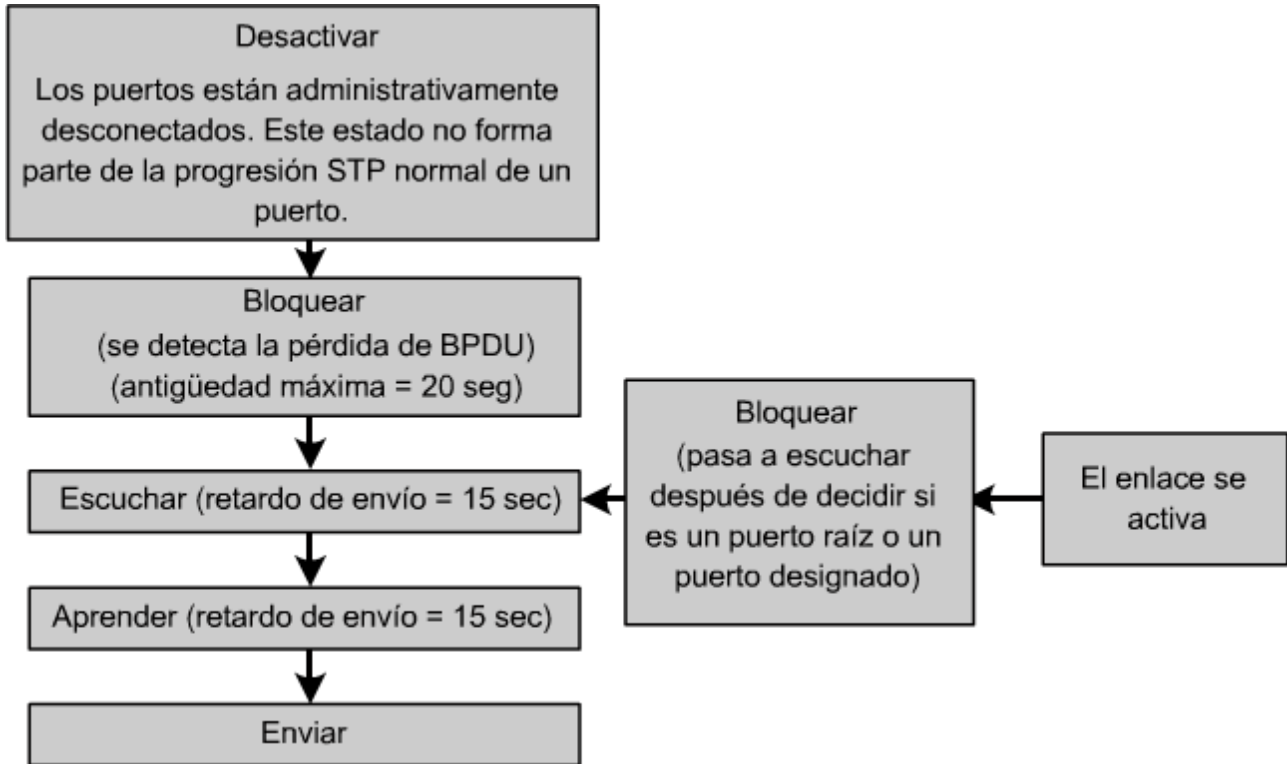 Desactivar
Los puertos están administrativamente
desconectados. Este estado no forma
parte de la progresión STP normal de un
puerto.
Bloquear
(se detecta la pérdida de BPDU)
(antigüedad máxima = 20 seg)
Escuchar (retardo de envío = 15 sec)
Aprender (retardo de envío = 15 sec)
Enviar
Bloquear
(pasa a escuchar
después de decidir si
es un puerto raíz o un
puerto designado)
El enlace se
activa